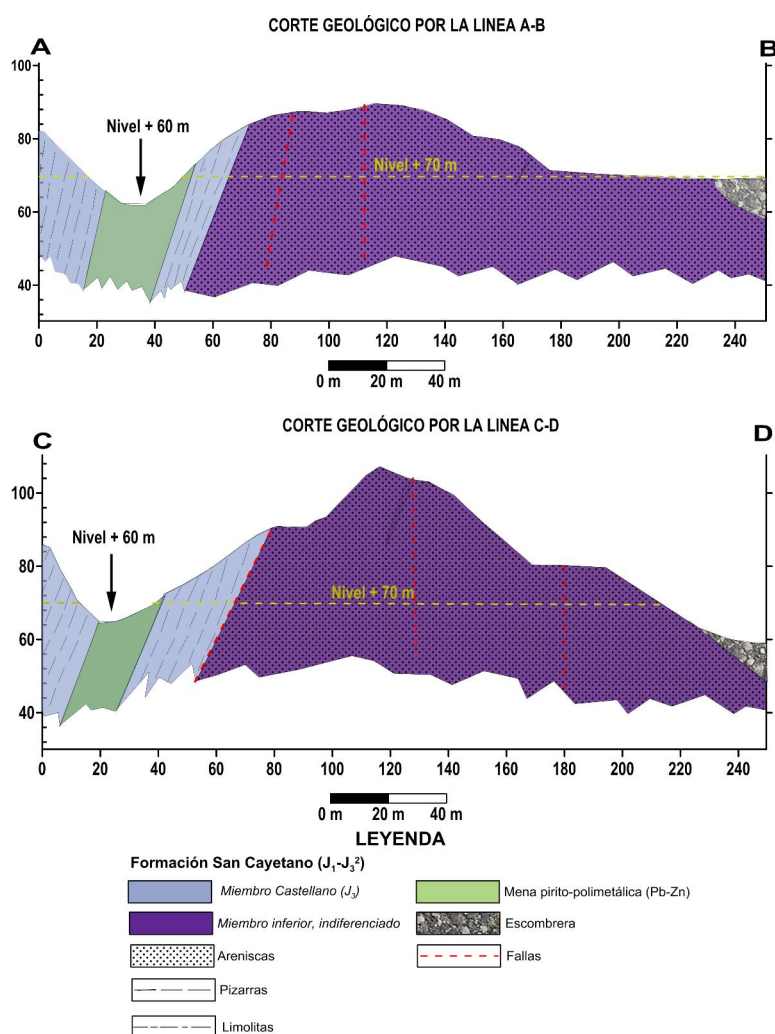 CORTE GEOLÓGICO POR LA LINEA A-B
A B
100
Nivel + 60 m
80
Nivel + 70 m
60
40
0 20 40 60 80 100 120 140 160 180 200 220 240
0 m 20 m 40 m
CORTE GEOLÓGICO POR LA LINEA C-D
C D
100
Nivel + 60 m
80
Nivel + 70 m
60
40
0 20 40 60 80 100 120 140 160 180 200 220 240
0 m 20 m 40 m
LEYENDA
Formación San Cayetano (J₁-J₃²)
Miembro Castellano (J₃) Mena pirito-polimetálica (Pb-Zn)
Miembro inferior, indiferenciado Escombrera
Areniscas Fallas
Pizarras
Limolitas